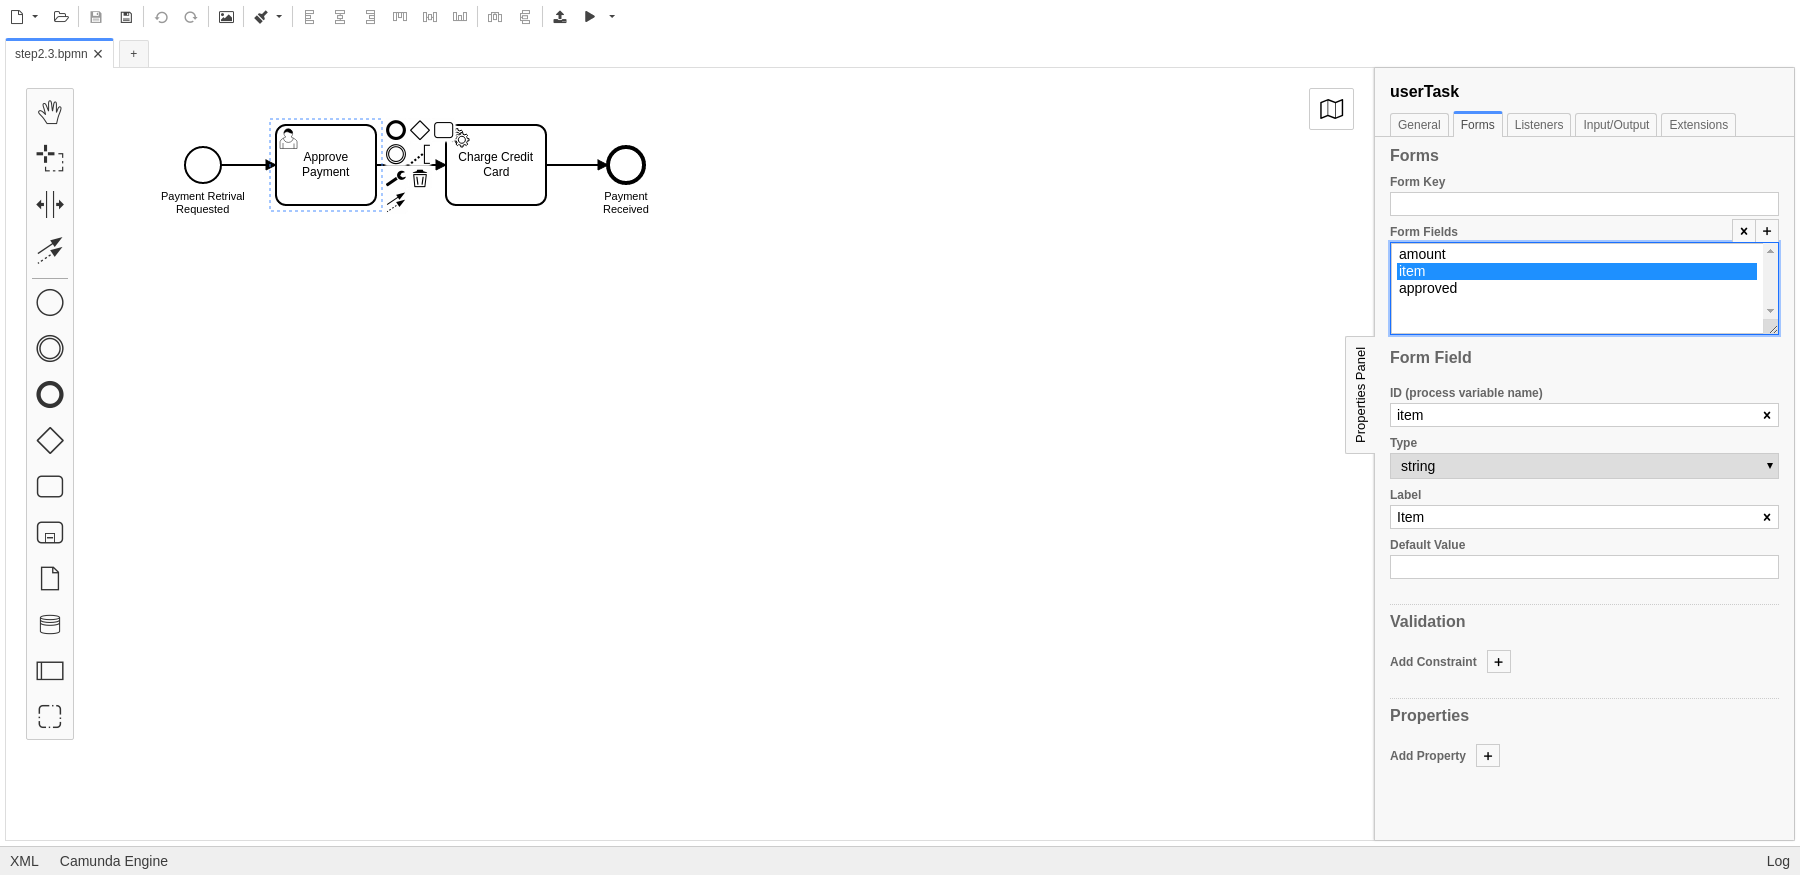 step2.3.bpmn
+
Payment Retrival
Requested
Approve
Payment
Charge Credit
Card
Payment
Received
Properties Panel
userTask
General
Forms
Listeners
Input/Output
Extensions
Forms
Form Key
Form Fields
amount
item
approved
Form Field
ID (process variable name)
item
Type
string
Label
Item
Default Value
Validation
Add Constraint +
Properties
Add Property +
XML
Camunda Engine
Log